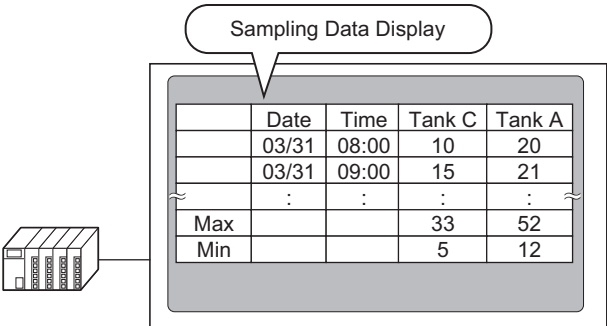 Sampling Data Display
Date Time Tank C Tank A
03/31 08:00 10 20
03/31 09:00 15 21
: : : :
Max 33 52
Min 5 12